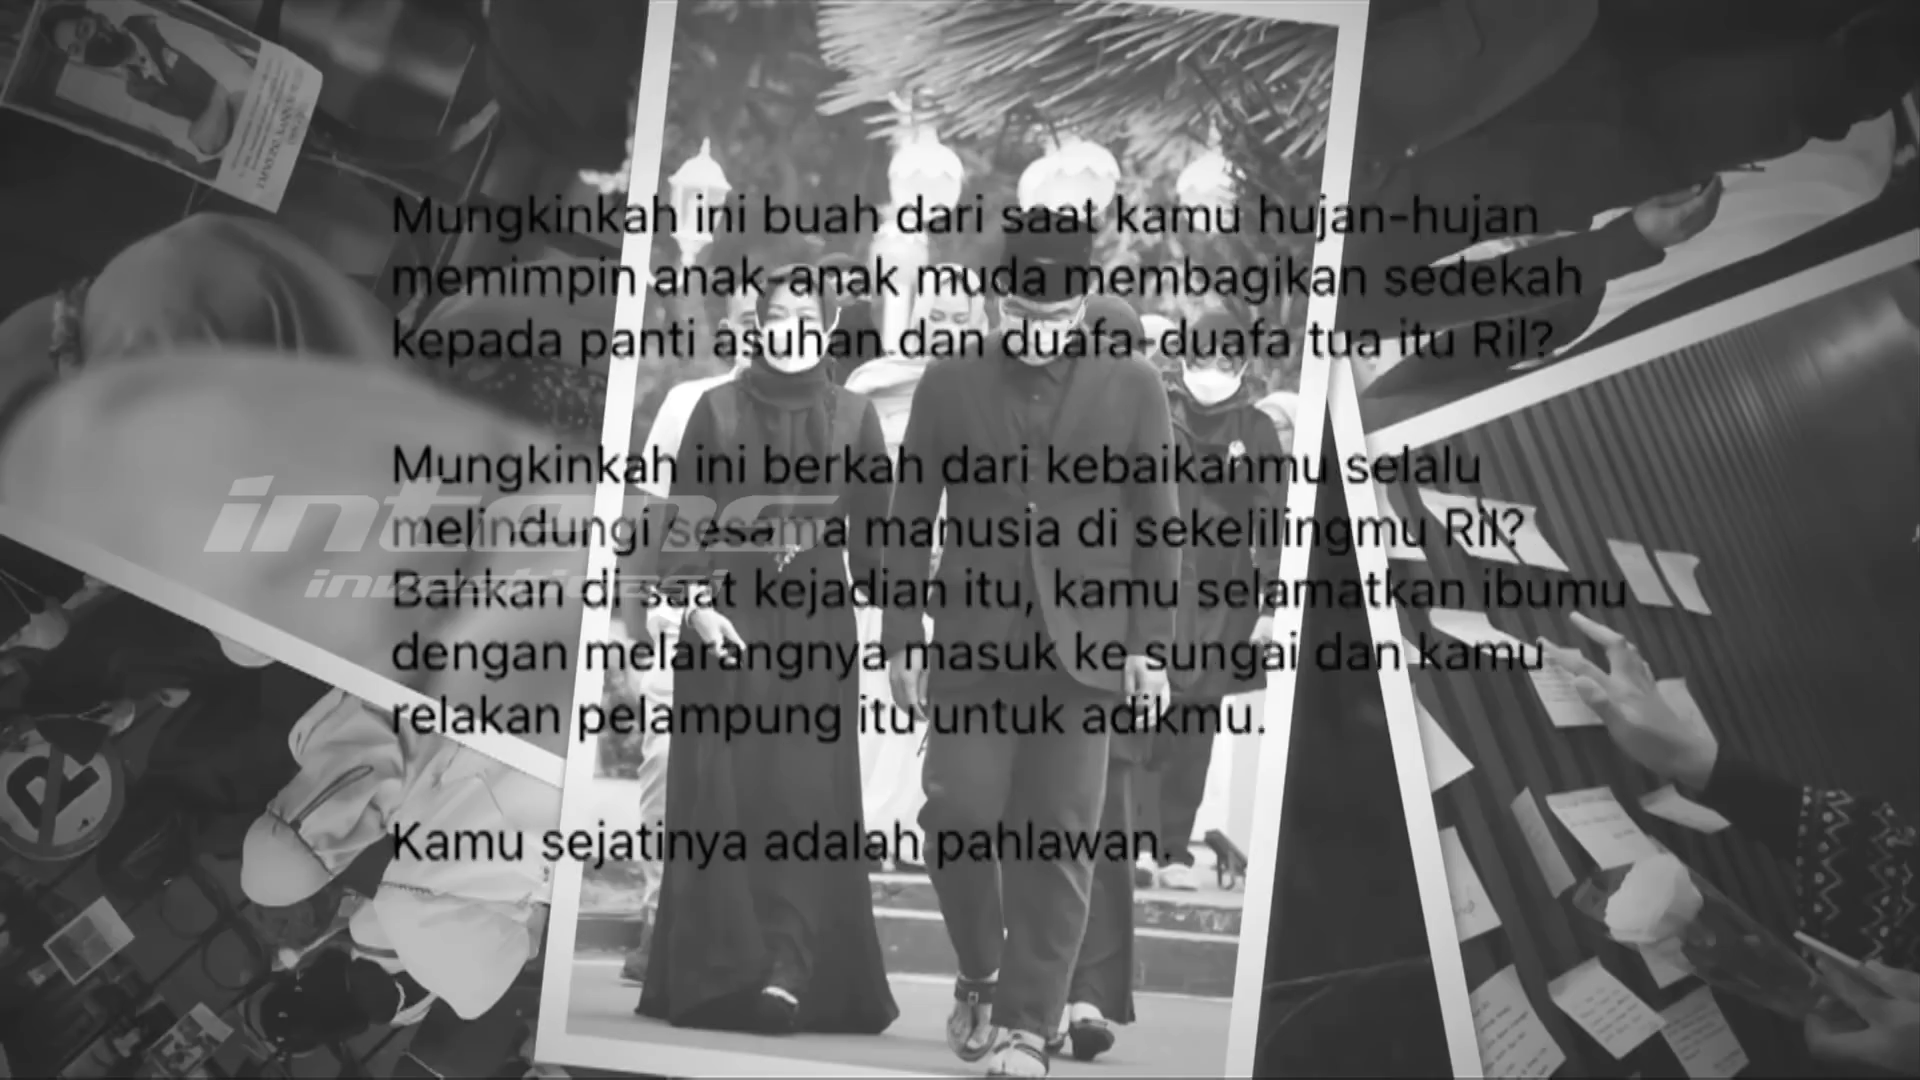 Mungkinkah ini buah dari saat kamu hujan-hujan
memimpin anak-anak muda membagikan sedekah
kepada panti asuhan dan duafa-duafa tua itu Ril?
Mungkinkah ini berkah dari kebaikanmu selalu
melindungi sesama manusia di sekelilingmu Ril?
Bahkan di saat kejadian itu, kamu selamatkan ibumu
dengan melarangnya masuk ke sungai dan kamu
relakan pelampung itu untuk adikmu.
Kamu sejatinya adalah pahlawan.
intens
investigasi